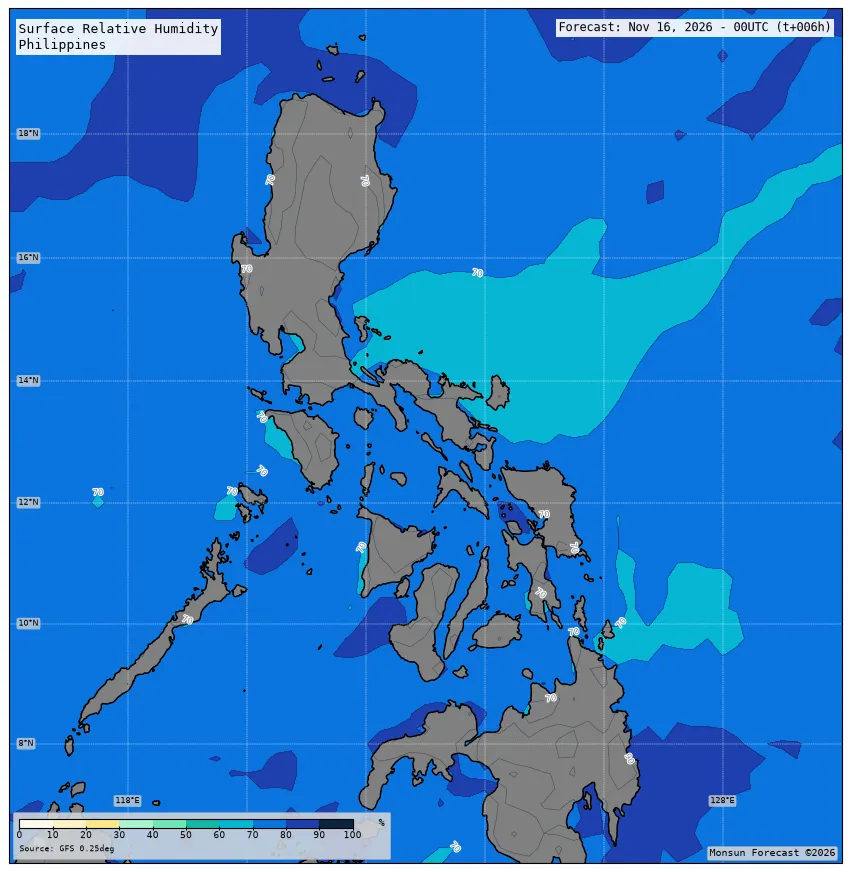 Surface Relative Humidity
Philippines
Forecast: Nov 16, 2026 - 00UTC (t+006h)
18°N
70
70
16°N
70
70
14°N
70
70
70
70
12°N
70
70
70
70
10°N
70
70
70
70
8°N
90
118°E
128°E
%
0 10 20 30 40 50 60 70 80 90 100
Source: GFS 0.25deg
70
Monsun Forecast ©2026